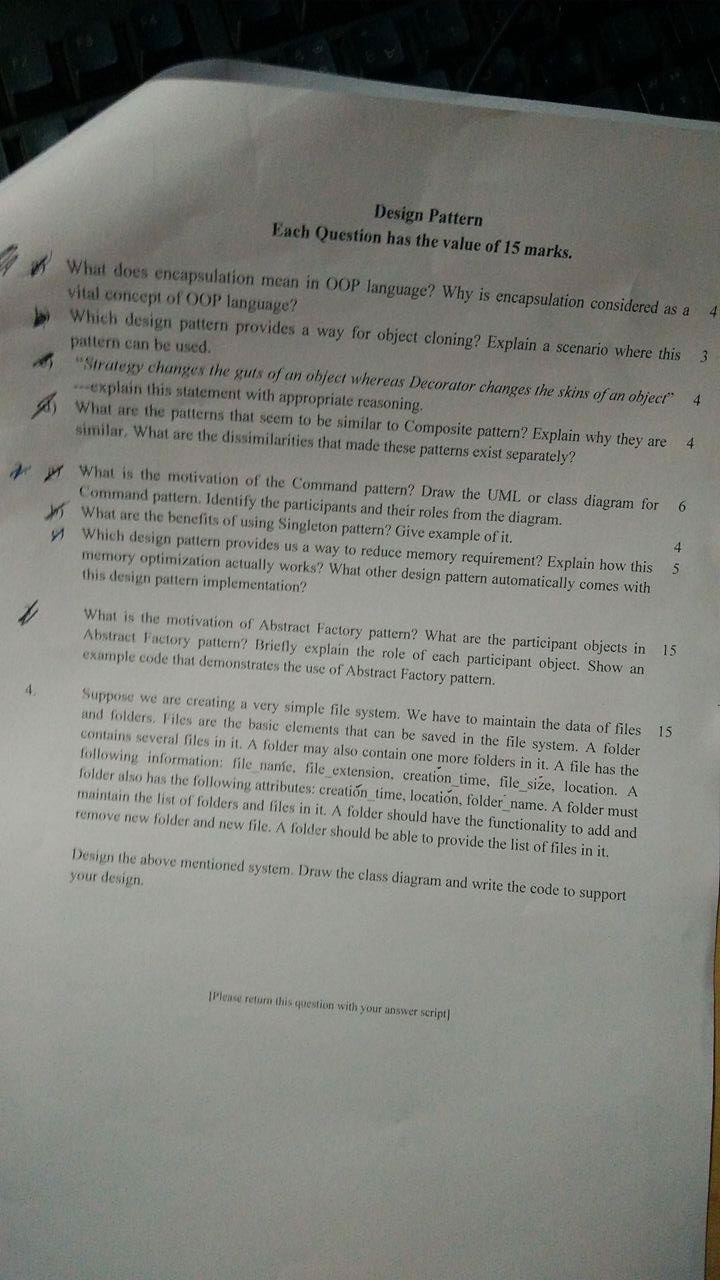 Design Pattern
Each Question has the value of 15 marks.
What does encapsulation mean in OOP language? Why is encapsulation considered as a 4
vital concept of OOP language?
b) Which design pattern provides a way for object cloning? Explain a scenario where this 3
pattern can be used.
"Strategy changes the guts of an object whereas Decorator changes the skins of an object" 4
---explain this statement with appropriate reasoning.
d) What are the patterns that seem to be similar to Composite pattern? Explain why they are 4
similar. What are the dissimilarities that made these patterns exist separately?
What is the motivation of the Command pattern? Draw the UML or class diagram for 6
Command pattern. Identify the participants and their roles from the diagram.
What are the benefits of using Singleton pattern? Give example of it. 4
Which design pattern provides us a way to reduce memory requirement? Explain how this 5
memory optimization actually works? What other design pattern automatically comes with
this design pattern implementation?
What is the motivation of Abstract Factory pattern? What are the participant objects in 15
Abstract Factory pattern? Briefly explain the role of each participant object. Show an
example code that demonstrates the use of Abstract Factory pattern.
4. Suppose we are creating a very simple file system. We have to maintain the data of files 15
and folders. Files are the basic elements that can be saved in the file system. A folder
contains several files in it. A folder may also contain one more folders in it. A file has the
following information: file_name, file_extension, creation_time, file_size, location. A
folder also has the following attributes: creation_time, location, folder_name. A folder must
maintain the list of folders and files in it. A folder should have the functionality to add and
remove new folder and new file. A folder should be able to provide the list of files in it.
Design the above mentioned system. Draw the class diagram and write the code to support
your design.
[Please return this question with your answer script]